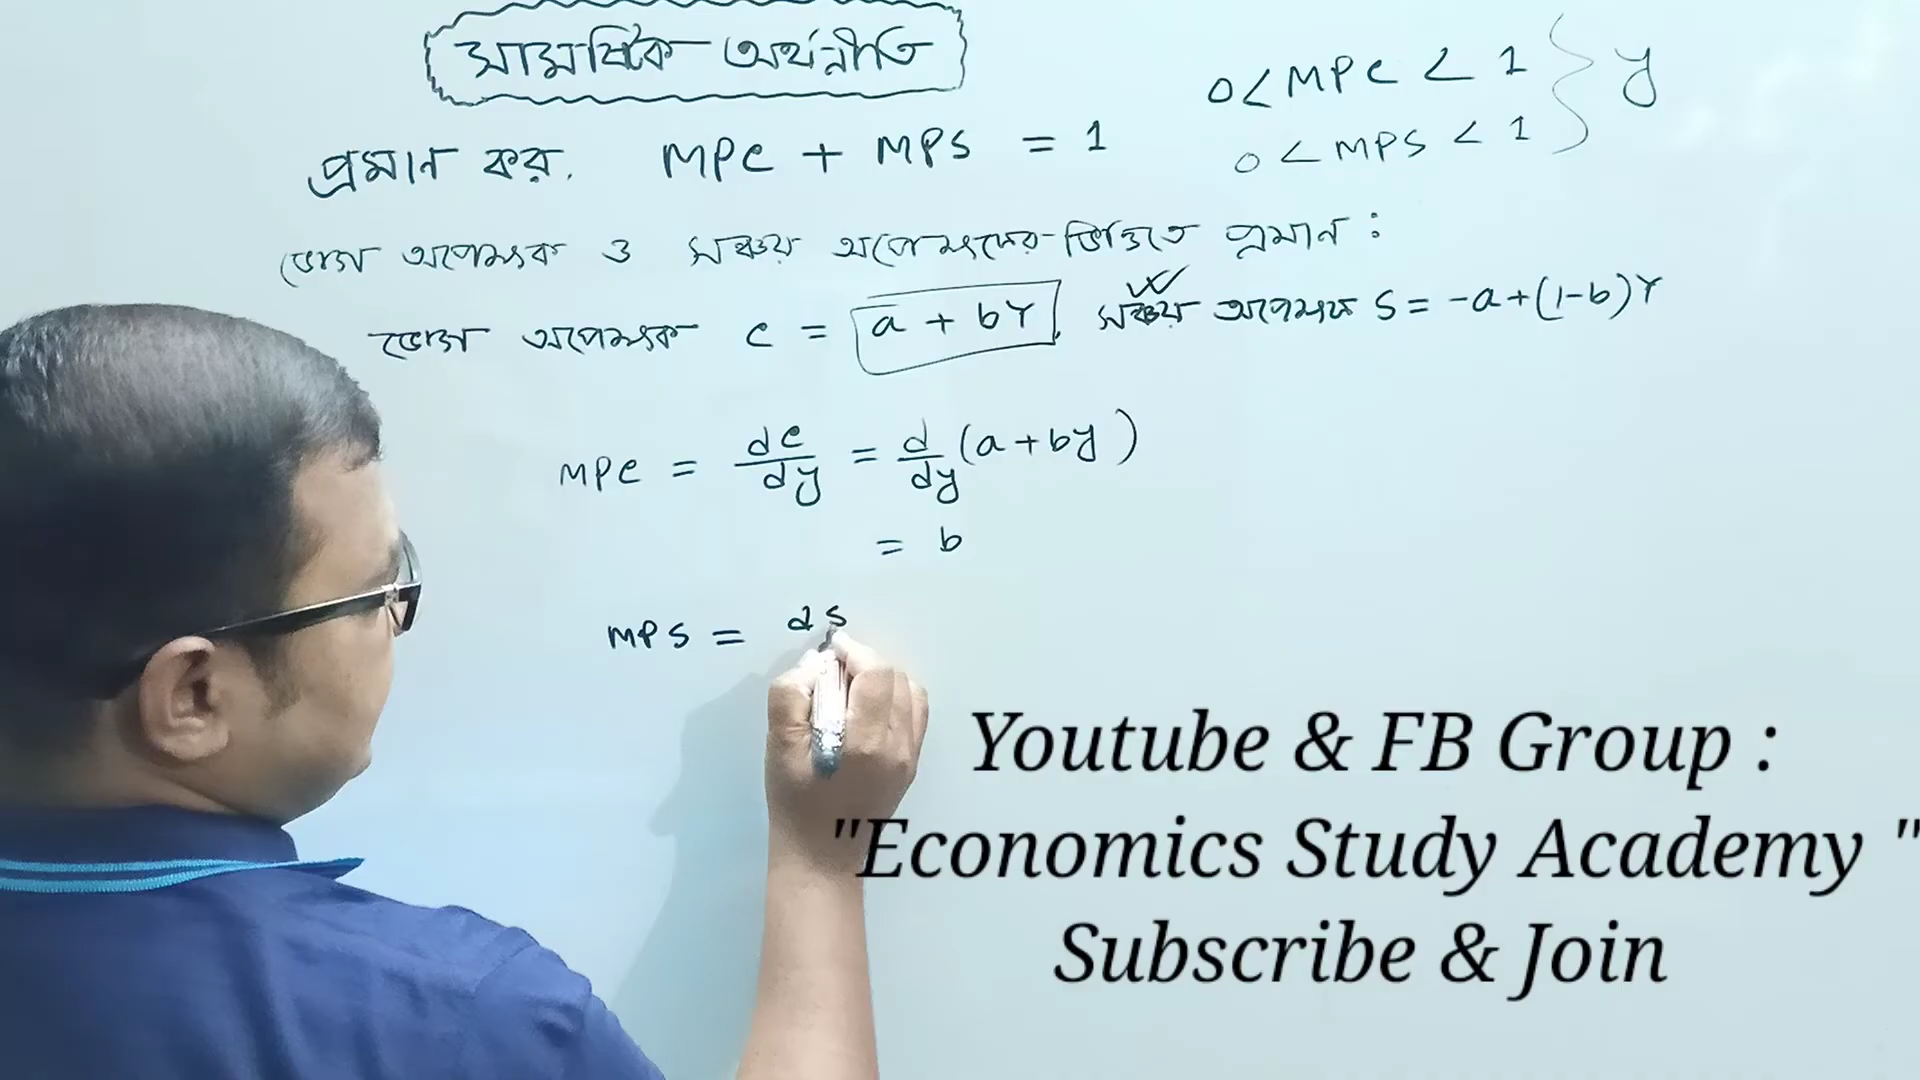 সামষ্টিক অর্থনীতি
প্রমাণ কর. MPC + MPS = 1
0 < MPC < 1 } y
0 < MPS < 1
ভোগ অপেক্ষক ও সঞ্চয় অপেক্ষকের ভিত্তিতে প্রমাণ :
ভোগ অপেক্ষক C = a + bY, সঞ্চয় অপেক্ষক S = -a+(1-b)Y
MPC = dc/dy = d/dy (a+by)
= b
MPS = ds
Youtube & FB Group :
"Economics Study Academy "
Subscribe & Join